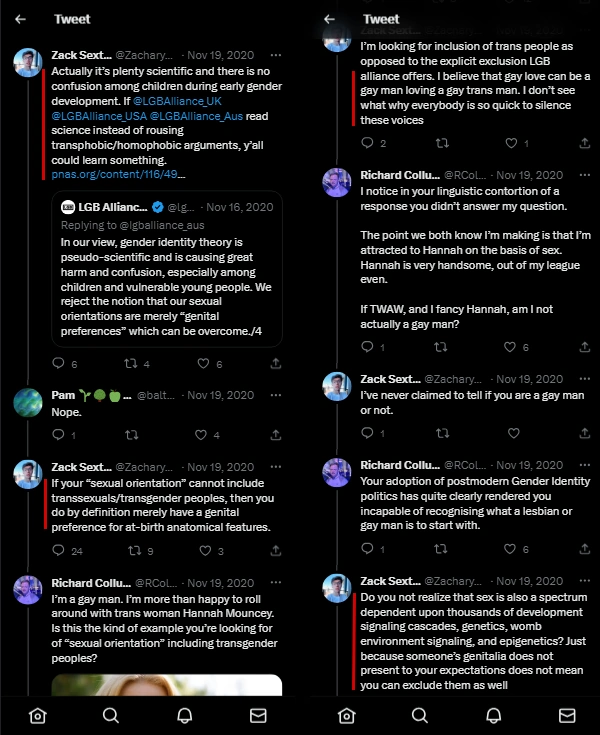 Tweet
Zack Sext... @Zachary... · Nov 19, 2020
Actually it's plenty scientific and there is no
confusion among children during early gender
development. If @LGBAlliance_UK
@LGBAlliance_USA @LGBAlliance_Aus read
science instead of rousing
transphobic/homophobic arguments, y'all
could learn something.
pnas.org/content/116/49...
LGB Allianc... @lg... · Nov 16, 2020
Replying to @lgballiance_aus
In our view, gender identity theory is
pseudo-scientific and is causing great
harm and confusion, especially among
children and vulnerable young people. We
reject the notion that our sexual
orientations are merely "genital
preferences" which can be overcome./4
6 4 6
Pam ... @balt... · Nov 19, 2020
Nope.
1 4
Zack Sext... @Zachary... · Nov 19, 2020
If your "sexual orientation" cannot include
transsexuals/transgender peoples, then you
do by definition merely have a genital
preference for at-birth anatomical features.
24 9 3
Richard Collu... @RCol... · Nov 19, 2020
I'm a gay man. I'm more than happy to roll
around with trans woman Hannah Mouncey.
Is this the kind of example you're looking for
of "sexual orientation" including transgender
peoples?
Tweet
I'm looking for inclusion of trans people as
opposed to the explicit exclusion LGB
alliance offers. I believe that gay love can be a
gay man loving a gay trans man. I don't see
what why everybody is so quick to silence
these voices
2 1
Richard Collu... @RCol... · Nov 19, 2020
I notice in your linguistic contortion of a
response you didn't answer my question.
The point we both know I'm making is that I'm
attracted to Hannah on the basis of sex.
Hannah is very handsome, out of my league
even.
If TWAW, and I fancy Hannah, am I not
actually a gay man?
1 6
Zack Sext... @Zachary... · Nov 19, 2020
I've never claimed to tell if you are a gay man
or not.
1
Richard Collu... @RCol... · Nov 19, 2020
Your adoption of postmodern Gender Identity
politics has quite clearly rendered you
incapable of recognising what a lesbian or
gay man is to start with.
1 6
Zack Sext... @Zachary... · Nov 19, 2020
Do you not realize that sex is also a spectrum
dependent upon thousands of development
signaling cascades, genetics, womb
environment signaling, and epigenetics? Just
because someone's genitalia does not
present to your expectations does not mean
you can exclude them as well